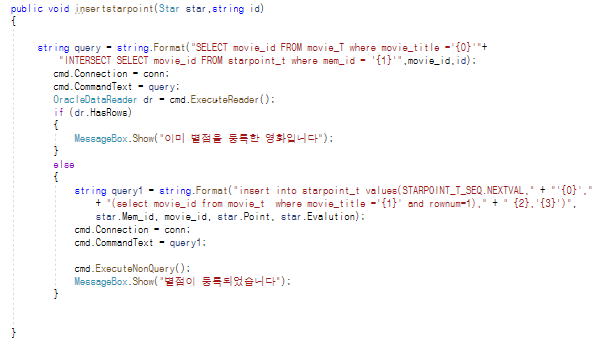 public void insertstarpoint(Star star,string id)
{
string query = string.Format("SELECT movie_id FROM movie_T where movie_title ='{0}'"+
"INTERSECT SELECT movie_id FROM starpoint_t where mem_id = '{1}'",movie_id,id);
cmd.Connection = conn;
cmd.CommandText = query;
OracleDataReader dr = cmd.ExecuteReader();
if (dr.HasRows)
{
MessageBox.Show("이미 별점을 등록한 영화입니다");
}
else
{
string query1 = string.Format("insert into starpoint_t values(STARPOINT_T_SEQ.NEXTVAL," + "'{0}',"
+ "(select movie_id from movie_t  where movie_title ='{1}' and rownum=1)," + " {2},'{3}')",
star.Mem_id, movie_id, star.Point, star.Evalution);
cmd.Connection = conn;
cmd.CommandText = query1;
cmd.ExecuteNonQuery();
MessageBox.Show("별점이 등록되었습니다");
}
}